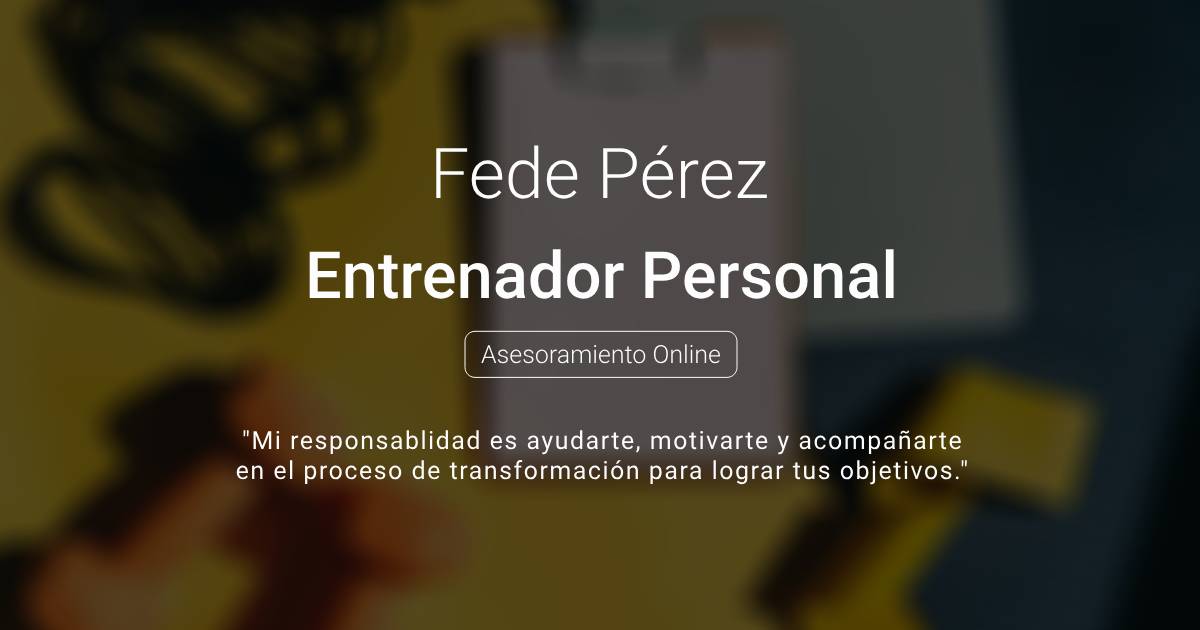 Fede Pérez
Entrenador Personal
Asesoramiento Online
"Mi responsablidad es ayudarte, motivarte y acompañarte
en el proceso de transformación para lograr tus objetivos."